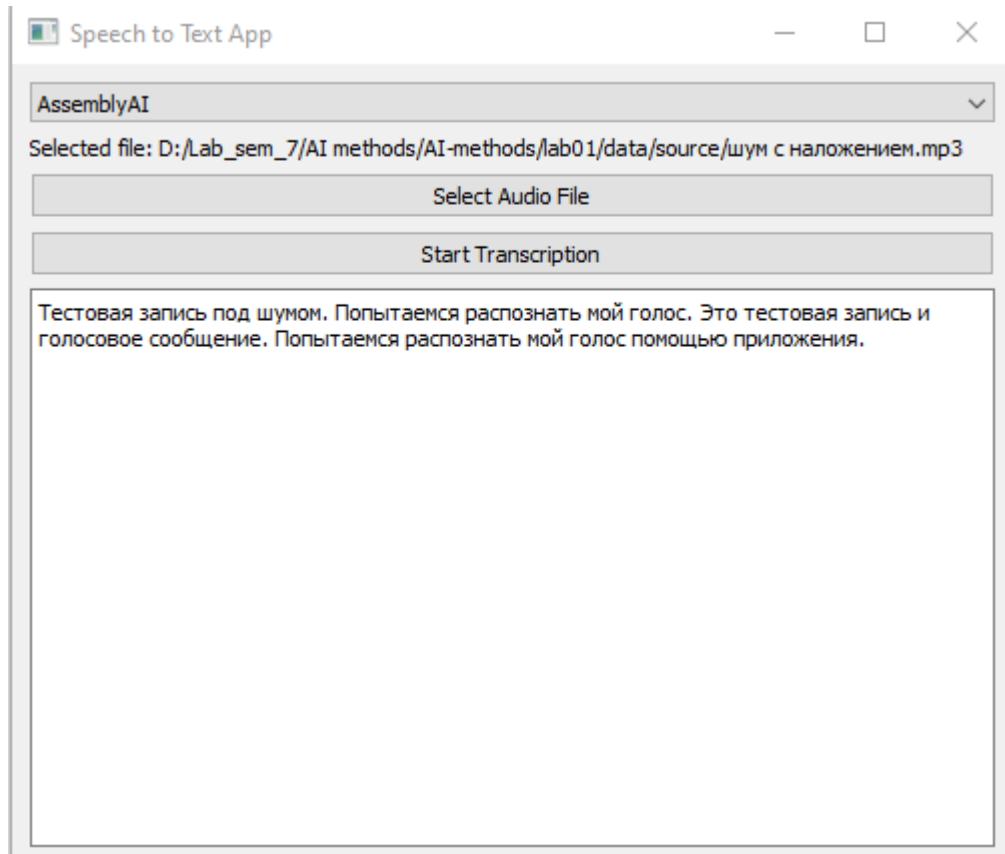 Speech to Text App
AssemblyAI
Selected file: D:/Lab_sem_7/AI methods/AI-methods/lab01/data/source/шум с наложением.mp3
Select Audio File
Start Transcription
Тестовая запись под шумом. Попытаемся распознать мой голос. Это тестовая запись и
голосовое сообщение. Попытаемся распознать мой голос помощью приложения.